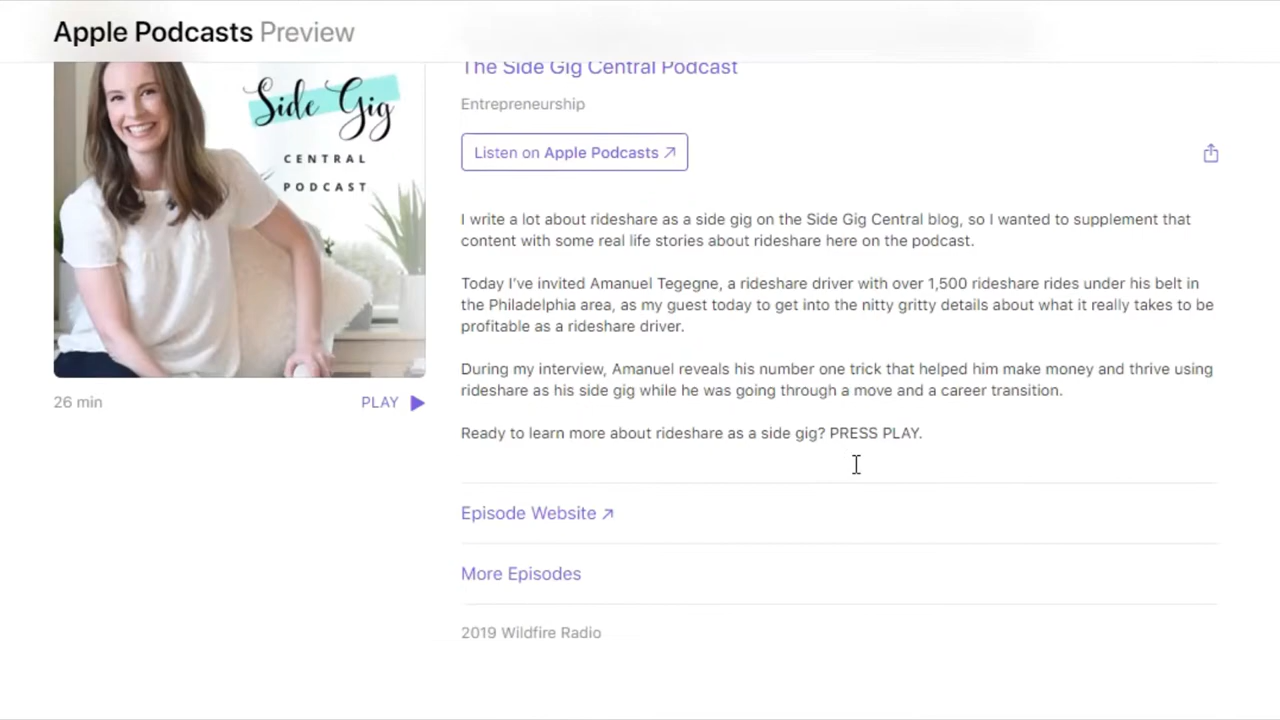 Apple Podcasts Preview
The Side Gig Central Podcast
Entrepreneurship
Listen on Apple Podcasts ↗
Side Gig
CENTRAL
PODCAST
26 min
PLAY
I write a lot about rideshare as a side gig on the Side Gig Central blog, so I wanted to supplement that
content with some real life stories about rideshare here on the podcast.
Today I've invited Amanuel Tegegne, a rideshare driver with over 1,500 rideshare rides under his belt in
the Philadelphia area, as my guest today to get into the nitty gritty details about what it really takes to be
profitable as a rideshare driver.
During my interview, Amanuel reveals his number one trick that helped him make money and thrive using
rideshare as his side gig while he was going through a move and a career transition.
Ready to learn more about rideshare as a side gig? PRESS PLAY.
Episode Website ↗
More Episodes
2019 Wildfire Radio